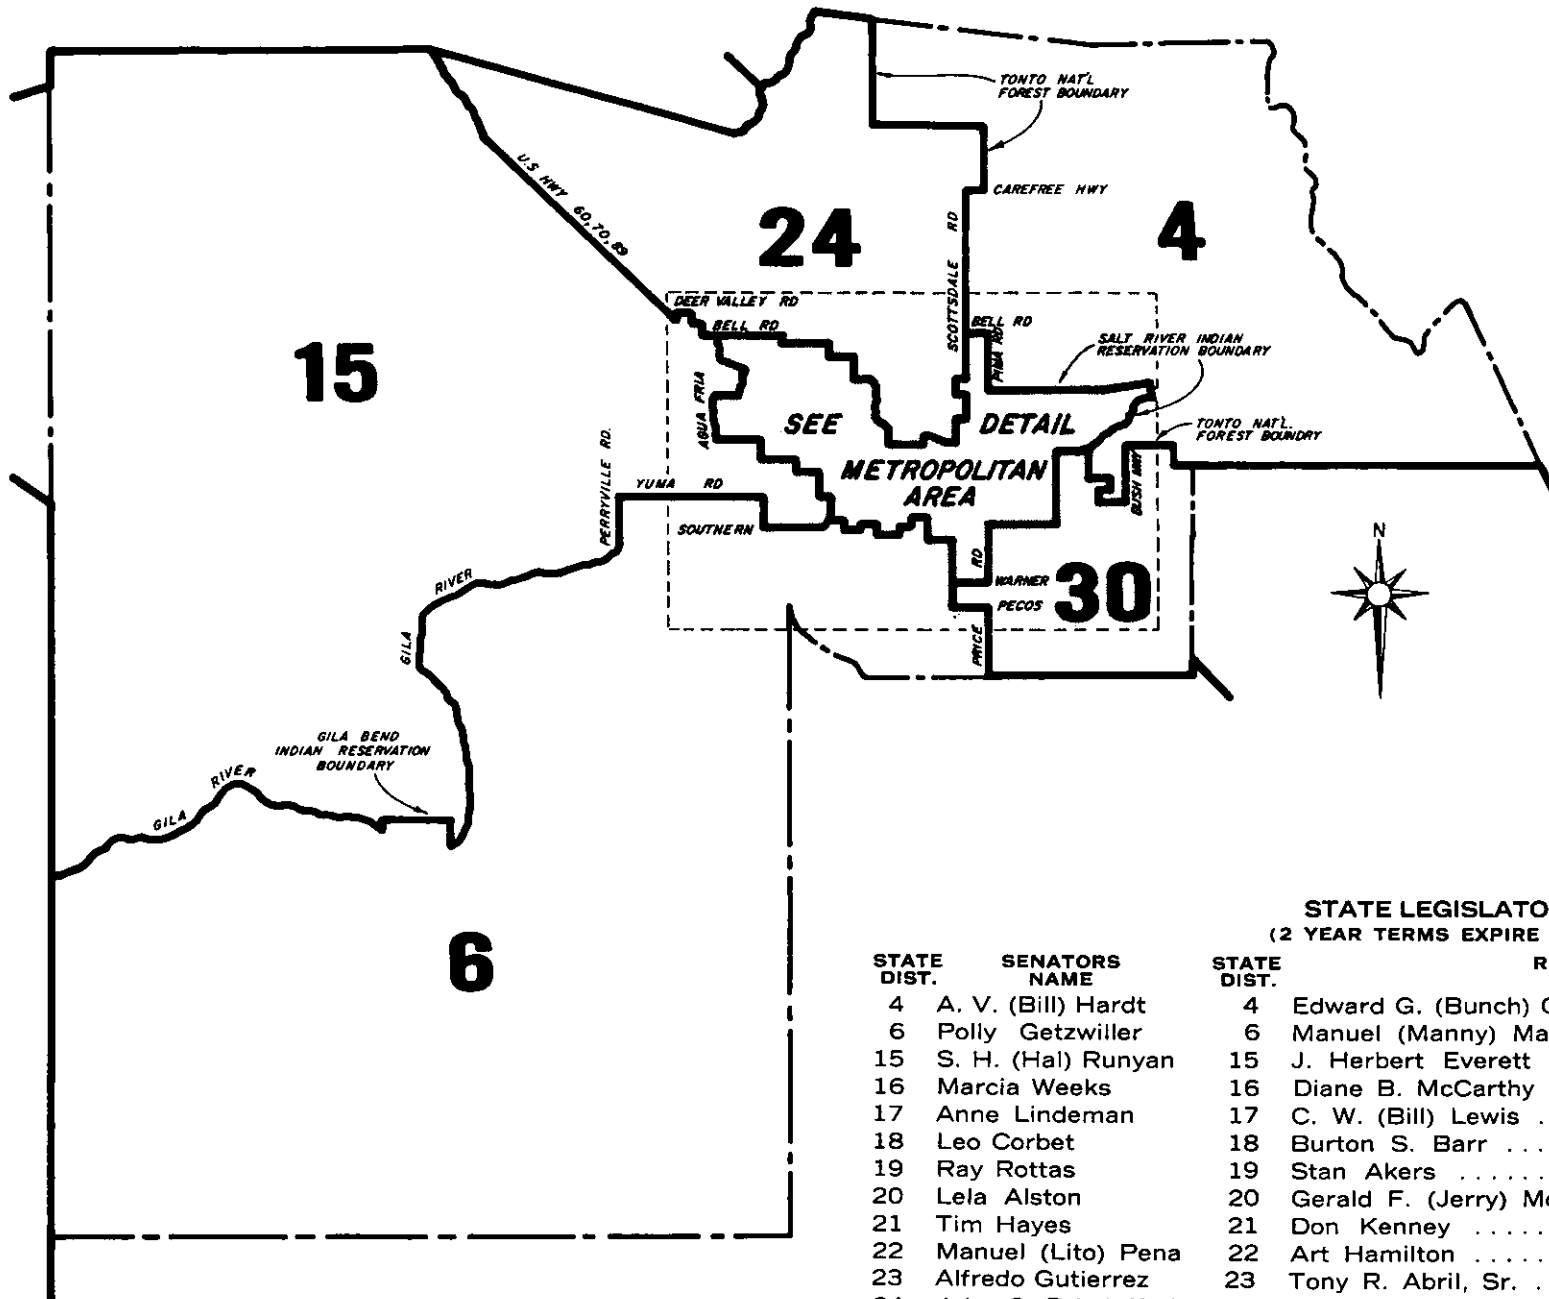 TONTO NAT'L
FOREST BOUNDARY
U.S HWY 60, 70, 89
24
CAREFREE HWY
4
SCOTTSDALE RD
DEER VALLEY RD
BELL RD
BELL RD
PIMA RD.
SALT RIVER INDIAN
RESERVATION BOUNDARY
15
AGUA FRIA
SEE DETAIL
METROPOLITAN
AREA
TONTO NAT'L.
FOREST BOUNDRY
BUSH HWY
PERRYVILLE RD.
YUMA RD
SOUTHERN
N
RD
WARNER
30
PECOS
PRICE
GILA RIVER
GILA BEND
INDIAN RESERVATION
BOUNDARY
GILA RIVER
6
STATE LEGISLATO
(2 YEAR TERMS EXPIRE
STATE SENATORS STATE R
DIST. NAME DIST.
4 A. V. (Bill) Hardt 4 Edward G. (Bunch)
6 Polly Getzwiller 6 Manuel (Manny) Ma
15 S. H. (Hal) Runyan 15 J. Herbert Everett
16 Marcia Weeks 16 Diane B. McCarthy
17 Anne Lindeman 17 C. W. (Bill) Lewis .
18 Leo Corbet 18 Burton S. Barr ....
19 Ray Rottas 19 Stan Akers ......
20 Lela Alston 20 Gerald F. (Jerry) Mc
21 Tim Hayes 21 Don Kenney .....
22 Manuel (Lito) Pena 22 Art Hamilton .....
23 Alfredo Gutierrez 23 Tony R. Abril, Sr. .